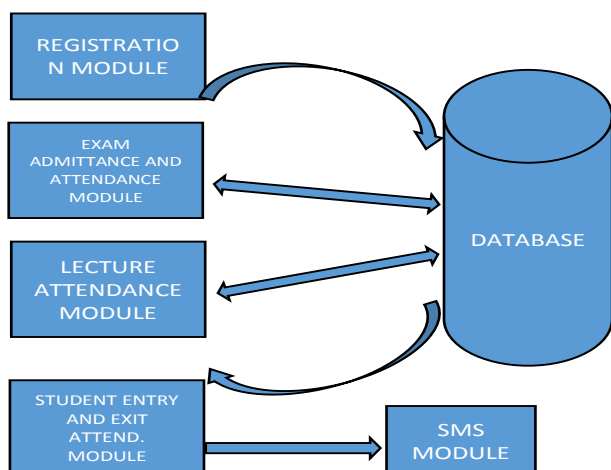 REGISTRATIO
N MODULE
EXAM
ADMITTANCE AND
ATTENDANCE
MODULE
LECTURE
ATTENDANCE
MODULE
STUDENT ENTRY
AND EXIT
ATTEND.
MODULE
DATABASE
SMS
MODULE